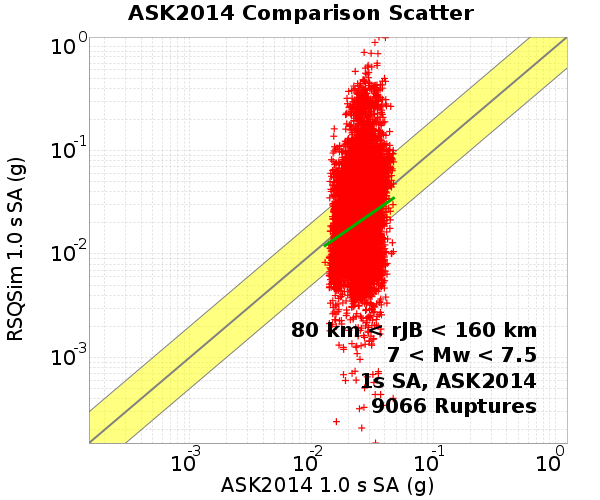 ASK2014 Comparison Scatter
RSQSim 1.0 s SA (g)
10^0
10^-1
10^-2
10^-3
80 km < rJB < 160 km
7 < Mw < 7.5
1s SA, ASK2014
9066 Ruptures
10^-3 10^-2 10^-1 10^0
ASK2014 1.0 s SA (g)